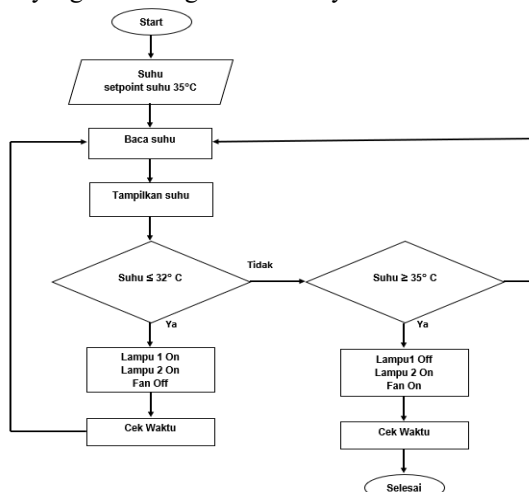 Start
Suhu
setpoint suhu 35°C
Baca suhu
Tampilkan suhu
Suhu ≤ 32° C
Tidak
Suhu ≥ 35° C
Ya
Ya
Lampu 1 On
Lampu 2 On
Fan Off
Lampu1 Off
Lampu 2 On
Fan On
Cek Waktu
Cek Waktu
Selesai